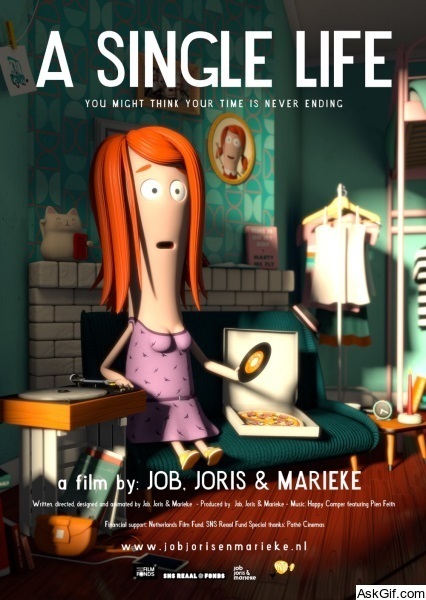 A SINGLE LIFE
YOU MIGHT THINK YOUR TIME IS NEVER ENDING
a film by: JOB, JORIS & MARIEKE
Written, directed, designed and animated by Job, Joris & Marieke - Produced by Job, Joris & Marieke - Music: Happy Camper featuring Pien Feith
Financial support: Netherlands Film Fund, SNS Reaal Fund Special thanks: Pathé Cinemas
www.jobjorisenmarieke.nl
FILM
FONDS
SNS REAAL FONDS
job
joris &
marieke
AskGif.com